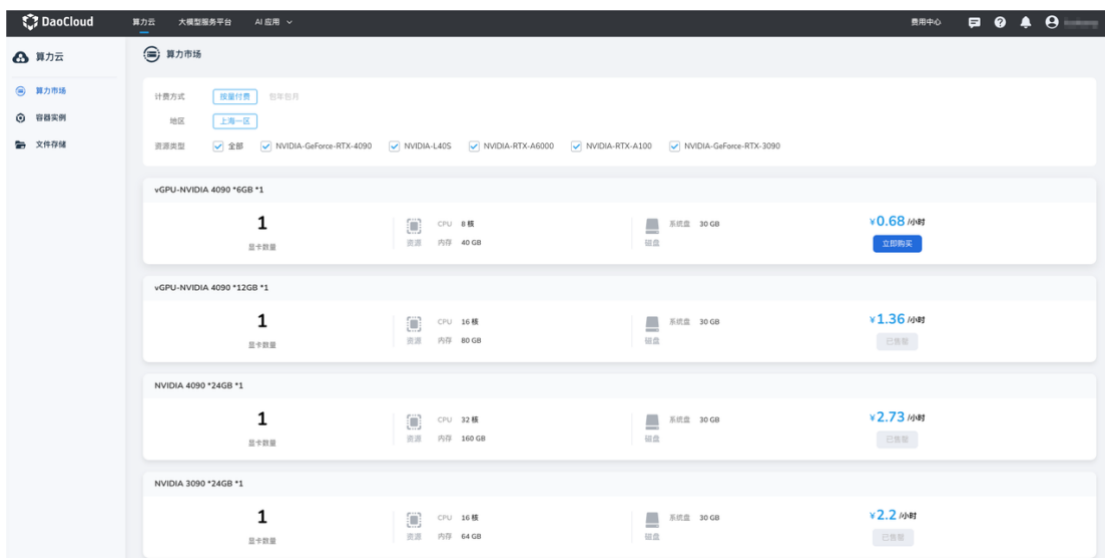 DaoCloud 算力云 大模型服务平台 AI 应用 费用中心
算力云
算力市场
容器实例
文件存储
算力市场
计费方式 按量付费 包年包月
地区 上海一区
资源类型 全部 NVIDIA-GeForce-RTX-4090 NVIDIA-L40S NVIDIA-RTX-A6000 NVIDIA-RTX-A100 NVIDIA-GeForce-RTX-3090
vGPU-NVIDIA 4090 *6GB *1
1 CPU 8 核 系统盘 30 GB ¥0.68 /小时
显卡数量 资源 内存 40 GB 磁盘 立即购买
vGPU-NVIDIA 4090 *12GB *1
1 CPU 16 核 系统盘 30 GB ¥1.36 /小时
显卡数量 资源 内存 80 GB 磁盘 已售罄
NVIDIA 4090 *24GB *1
1 CPU 32 核 系统盘 30 GB ¥2.73 /小时
显卡数量 资源 内存 160 GB 磁盘 已售罄
NVIDIA 3090 *24GB *1
1 CPU 16 核 系统盘 30 GB ¥2.2 /小时
显卡数量 资源 内存 64 GB 磁盘 已售罄